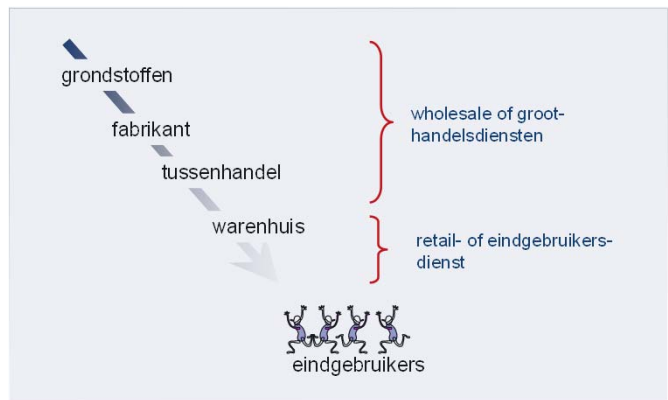 grondstoffen
fabrikant
tussenhandel
warenhuis
wholesale of groot-
handelsdiensten
retail- of eindgebruikers-
dienst
eindgebruikers